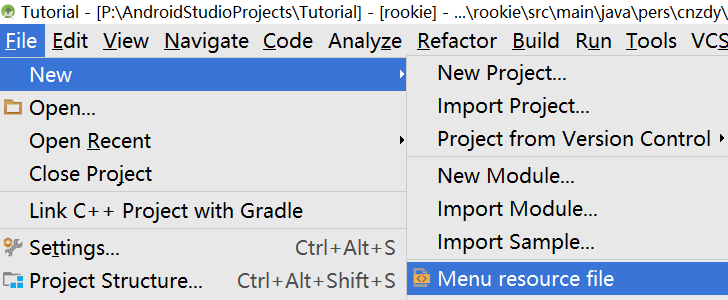 Tutorial - [P:\AndroidStudioProjects\Tutorial] - [rookie] - ...\rookie\src\main\java\pers\cnzdy\
File Edit View Navigate Code Analyze Refactor Build Run Tools VCS
New
Open...
Open Recent
Close Project
Link C++ Project with Gradle
Settings... Ctrl+Alt+S
Project Structure... Ctrl+Alt+Shift+S
New Project...
Import Project...
Project from Version Control
New Module...
Import Module...
Import Sample...
Menu resource file